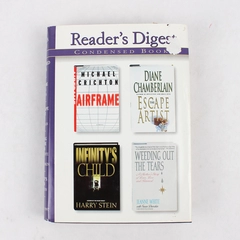 Reader's Digest
CONDENSED BOOKS
MICHAEL
CRICHTON
AIRFRAME
DIANE
CHAMBERLAIN
THE
ESCAPE
ARTIST
INFINITY'S
CHILD
HARRY STEIN
WEEDING OUT
THE TEARS